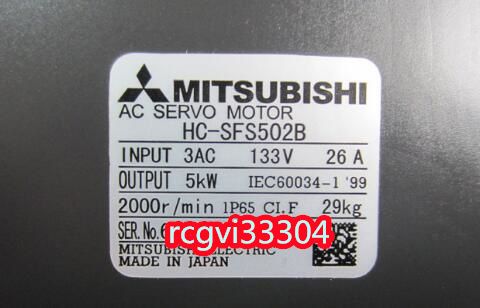 MITSUBISHI
AC SERVO MOTOR
HC-SFS502B
INPUT 3AC 133V 26 A
OUTPUT 5kW IEC60034-1 '99
2000r/min IP65 CI.F 29kg
SER. No.6
rcgvi33304
MITSUBISHI ELECTRIC
MADE IN JAPAN